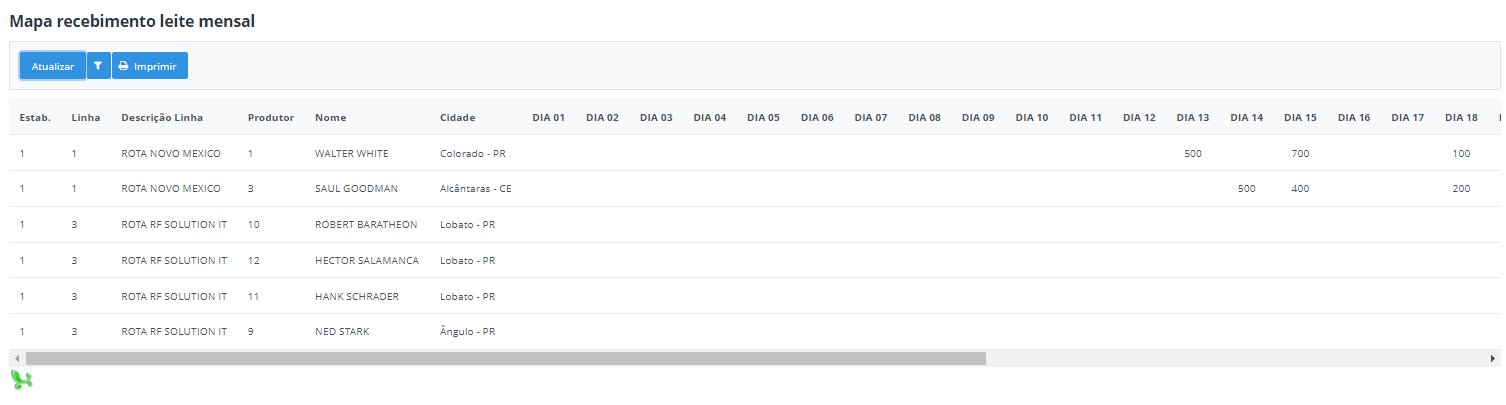 Mapa recebimento leite mensal
Atualizar Imprimir
Estab. Linha Descrição Linha Produtor Nome Cidade DIA 01 DIA 02 DIA 03 DIA 04 DIA 05 DIA 06 DIA 07 DIA 08 DIA 09 DIA 10 DIA 11 DIA 12 DIA 13 DIA 14 DIA 15 DIA 16 DIA 17 DIA 18
1 1 ROTA NOVO MEXICO 1 WALTER WHITE Colorado - PR 500 700 100
1 1 ROTA NOVO MEXICO 3 SAUL GOODMAN Alcântaras - CE 500 400 200
1 3 ROTA RF SOLUTION IT 10 ROBERT BARATHEON Lobato - PR
1 3 ROTA RF SOLUTION IT 12 HECTOR SALAMANCA Lobato - PR
1 3 ROTA RF SOLUTION IT 11 HANK SCHRADER Lobato - PR
1 3 ROTA RF SOLUTION IT 9 NED STARK Ângulo - PR